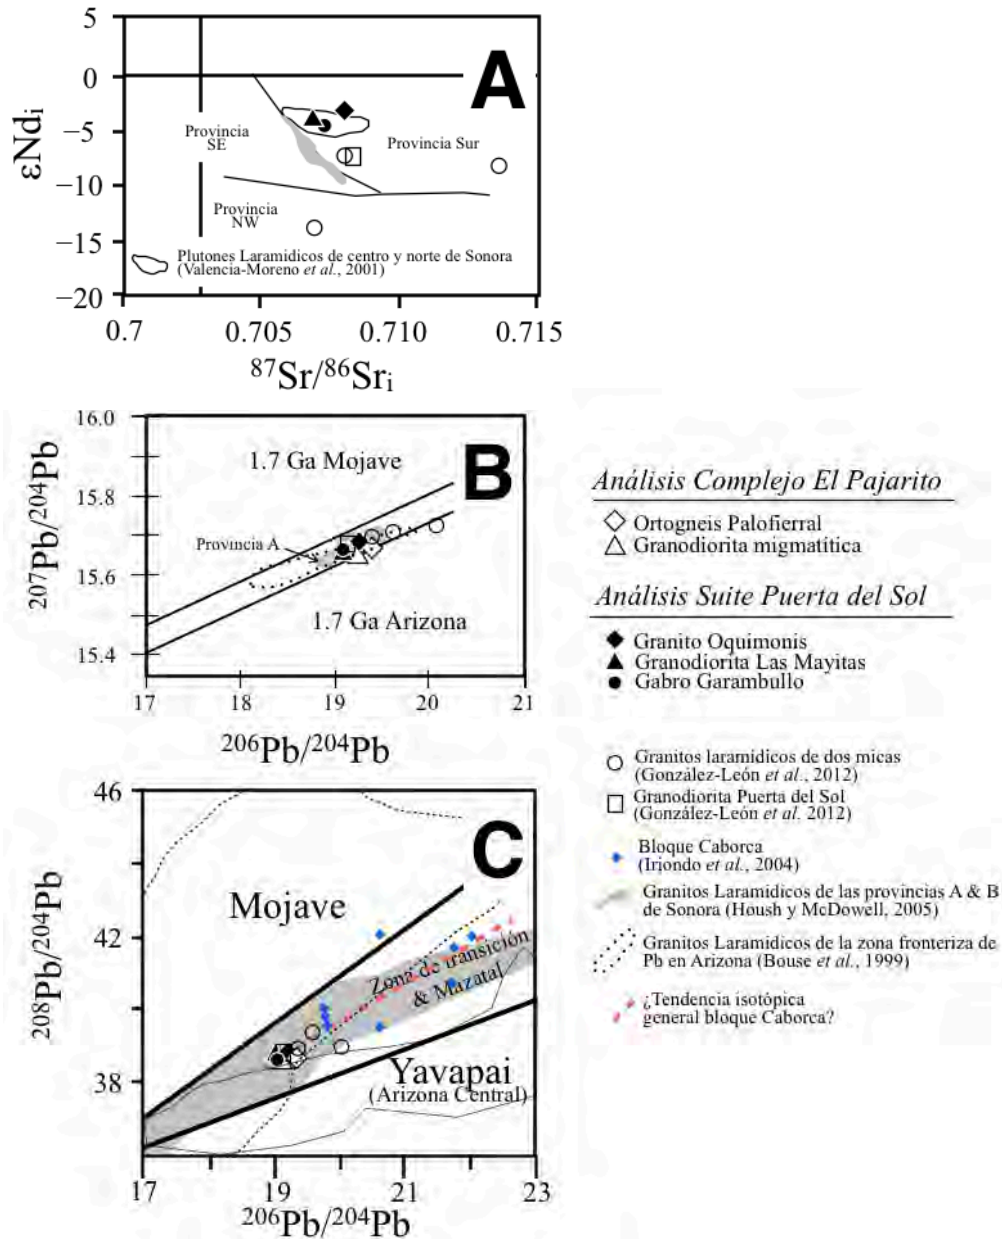 A
εNdᵢ
5
0
−5
−10
−15
−20
Provincia
SE
Provincia Sur
Provincia
NW
Plutones Laramidicos de centro y norte de Sonora
(Valencia-Moreno et al., 2001)
0.7 0.705 0.710 0.715
⁸⁷Sr/⁸⁶Srᵢ
B
²⁰⁷Pb/²⁰⁴Pb
16.0
15.8
15.6
15.4
1.7 Ga Mojave
Provincia A
1.7 Ga Arizona
17 18 19 20 21
²⁰⁶Pb/²⁰⁴Pb
C
²⁰⁸Pb/²⁰⁴Pb
46
42
38
Mojave
Zona de transición
& Mazatal
Yavapai
(Arizona Central)
17 19 21 23
²⁰⁶Pb/²⁰⁴Pb
Análisis Complejo El Pajarito
Ortogneis Palofierral
Granodiorita migmatítica
Análisis Suite Puerta del Sol
Granito Oquimonis
Granodiorita Las Mayitas
Gabro Garambullo
Granitos laramídicos de dos micas
(González-León et al., 2012)
Granodiorita Puerta del Sol
(González-León et al. 2012)
Bloque Caborca
(Iriondo et al., 2004)
Granitos Laramidicos de las provincias A & B
de Sonora (Housh y McDowell, 2005)
Granitos Laramidicos de la zona fronteriza de
Pb en Arizona (Bouse et al., 1999)
¿Tendencia isotópica
general bloque Caborca?